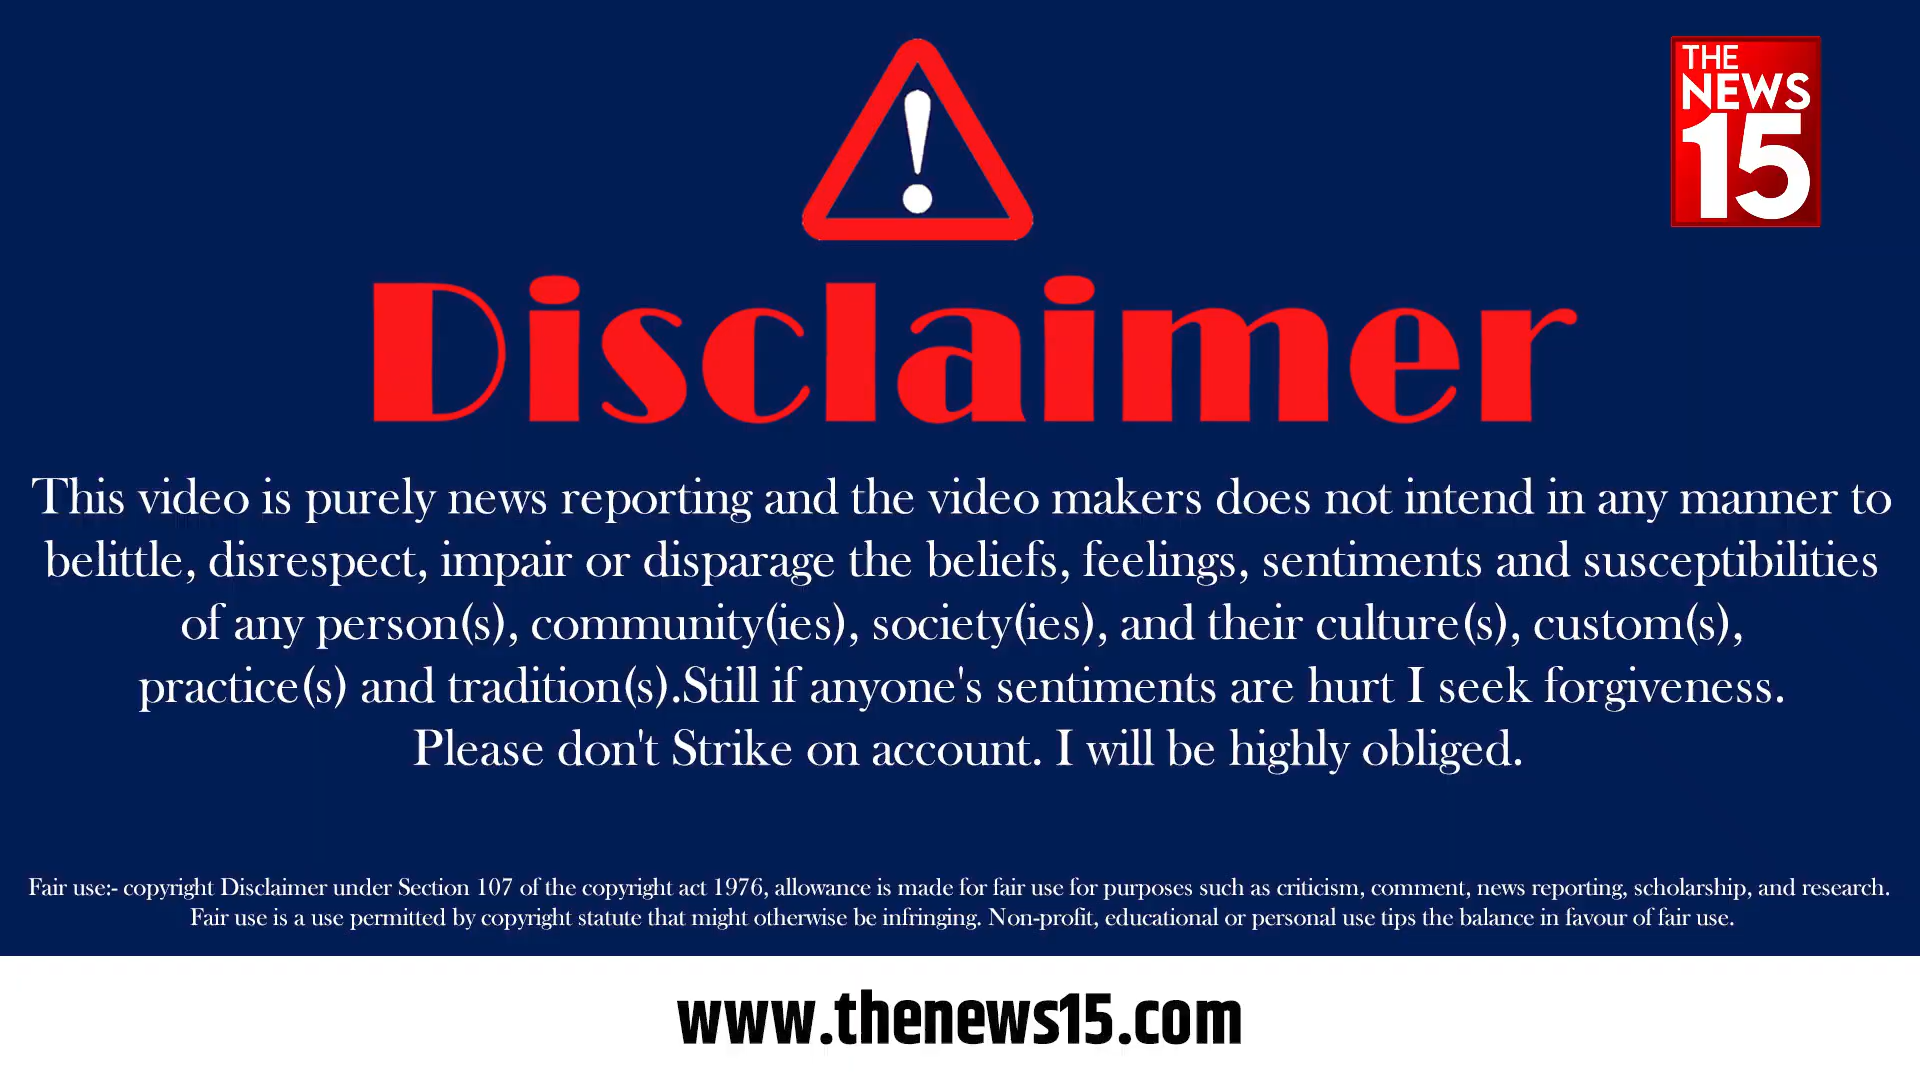 THE
NEWS
15
Disclaimer
This video is purely news reporting and the video makers does not intend in any manner to
belittle, disrespect, impair or disparage the beliefs, feelings, sentiments and susceptibilities
of any person(s), community(ies), society(ies), and their culture(s), custom(s),
practice(s) and tradition(s).Still if anyone's sentiments are hurt I seek forgiveness.
Please don't Strike on account. I will be highly obliged.
Fair use:- copyright Disclaimer under Section 107 of the copyright act 1976, allowance is made for fair use for purposes such as criticism, comment, news reporting, scholarship, and research.
Fair use is a use permitted by copyright statute that might otherwise be infringing. Non-profit, educational or personal use tips the balance in favour of fair use.
www.thenews15.com